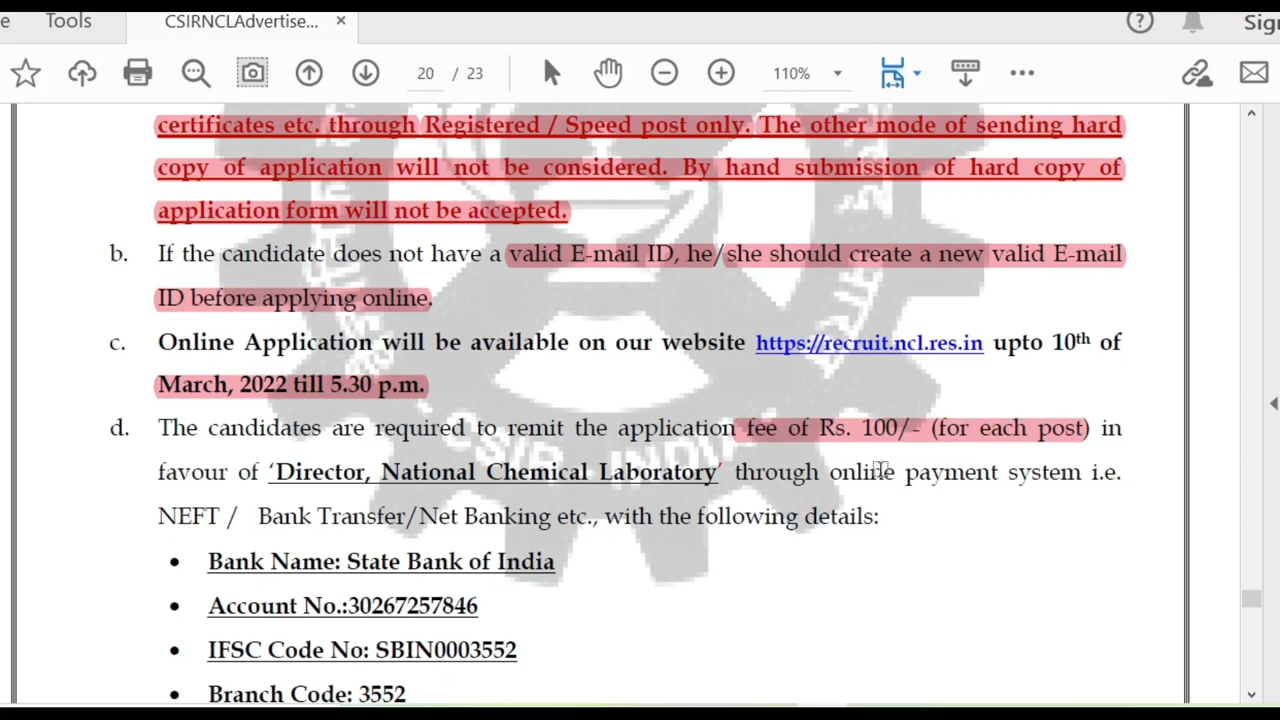 e Tools CSIRNCLAdvertise... × Sig
20 / 23 110%
certificates etc. through Registered / Speed post only. The other mode of sending hard
copy of application will not be considered. By hand submission of hard copy of
application form will not be accepted.
b. If the candidate does not have a valid E-mail ID, he/she should create a new valid E-mail
ID before applying online.
c. Online Application will be available on our website https://recruit.ncl.res.in upto 10th of
March, 2022 till 5.30 p.m.
d. The candidates are required to remit the application fee of Rs. 100/- (for each post) in
favour of ‘Director, National Chemical Laboratory’ through online payment system i.e.
NEFT / Bank Transfer/Net Banking etc., with the following details:
• Bank Name: State Bank of India
• Account No.:30267257846
• IFSC Code No: SBIN0003552
• Branch Code: 3552
CSIR INDIA